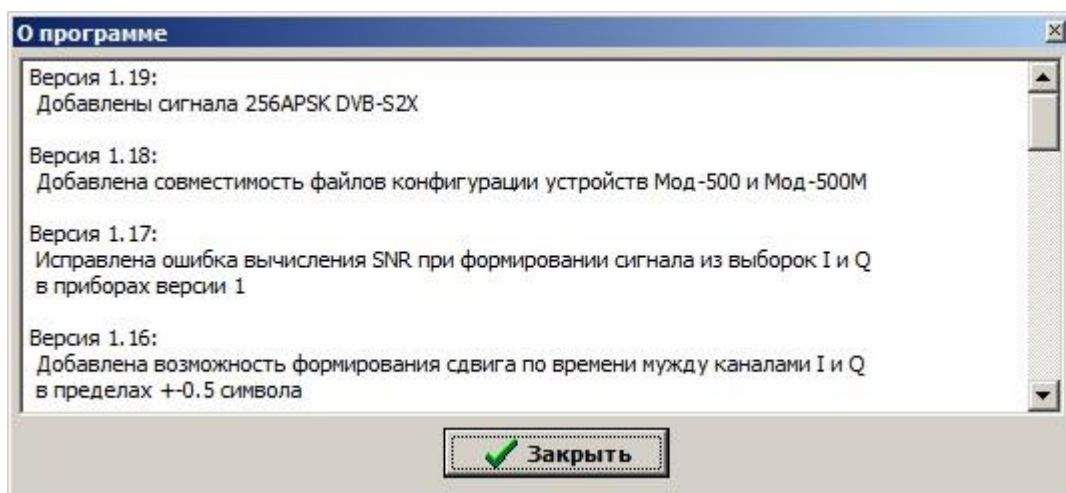 О программе
Версия 1.19:
Добавлены сигнала 256APSK DVB-S2X
Версия 1.18:
Добавлена совместимость файлов конфигурации устройств Мод-500 и Мод-500М
Версия 1.17:
Исправлена ошибка вычисления SNR при формировании сигнала из выборок I и Q
в приборах версии 1
Версия 1.16:
Добавлена возможность формирования сдвига по времени мужду каналами I и Q
в пределах +-0.5 символа
Закрыть